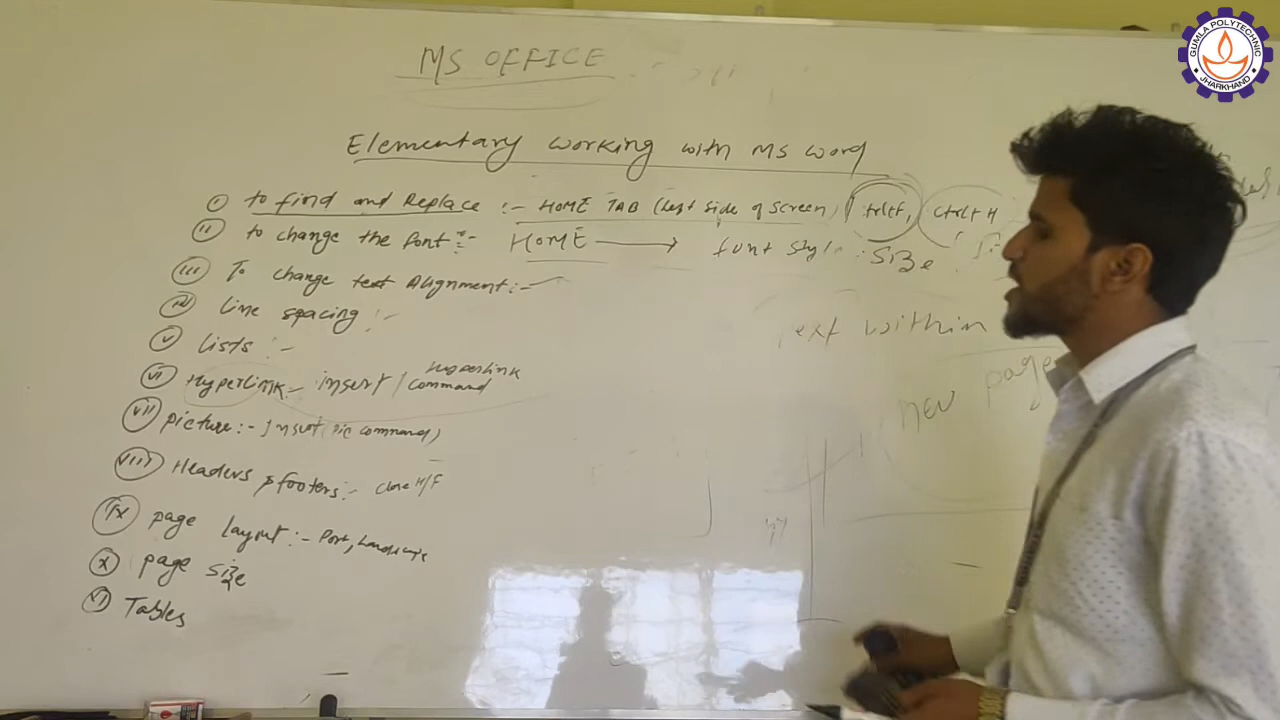 MS OFFICE
Elementary working with MS word
(i) to find and Replace :- HOME TAB (left side of screen) ctrl+F, ctrl+H
(ii) to change the font :- HOME → font style, size
(iii) To change text Alignment :-
(iv) line spacing :-
(v) Lists :-
(vi) Hyperlink :- insert / Hyperlink command
(vii) picture :- Insert (pic command)
(viii) Headers footers :- close H/F
(ix) page layout :- Port, Landscape
(x) page size
(vi) Tables
Text within
new page
GUMLA POLYTECHNIC
JHARKHAND